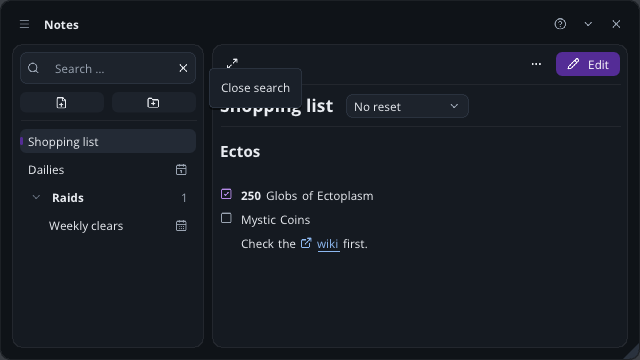 Notes
Search ...
Edit
Close search
Shopping list
No reset
Shopping list
Ectos
Dailies
Raids 1
Weekly clears
250 Globs of Ectoplasm
Mystic Coins
Check the wiki first.